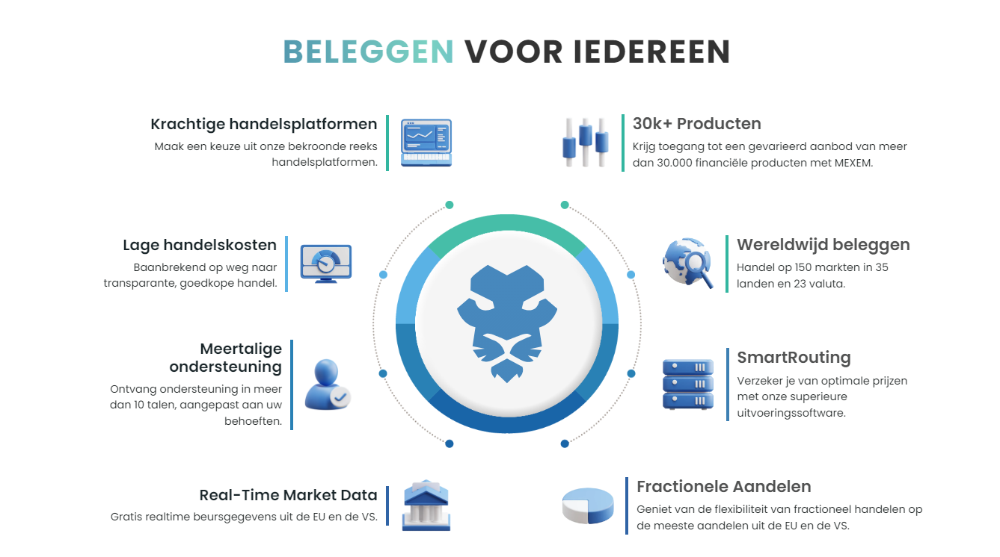 BELEGGEN VOOR IEDEREEN
Krachtige handelsplatformen
Maak een keuze uit onze bekroonde reeks
handelsplatformen.
30k+ Producten
Krijg toegang tot een gevarieerd aanbod van meer
dan 30.000 financiële producten met MEXEM.
Lage handelskosten
Baanbrekend op weg naar
transparante, goedkope handel.
Wereldwijd beleggen
Handel op 150 markten in 35
landen en 23 valuta.
Meertalige
ondersteuning
Ontvang ondersteuning in meer
dan 10 talen, aangepast aan uw
behoeften.
SmartRouting
Verzeker je van optimale prijzen
met onze superieure
uitvoeringssoftware.
Real-Time Market Data
Gratis realtime beursgegevens uit de EU en de VS.
Fractionele Aandelen
Geniet van de flexibiliteit van fractioneel handelen op
de meeste aandelen uit de EU en de VS.